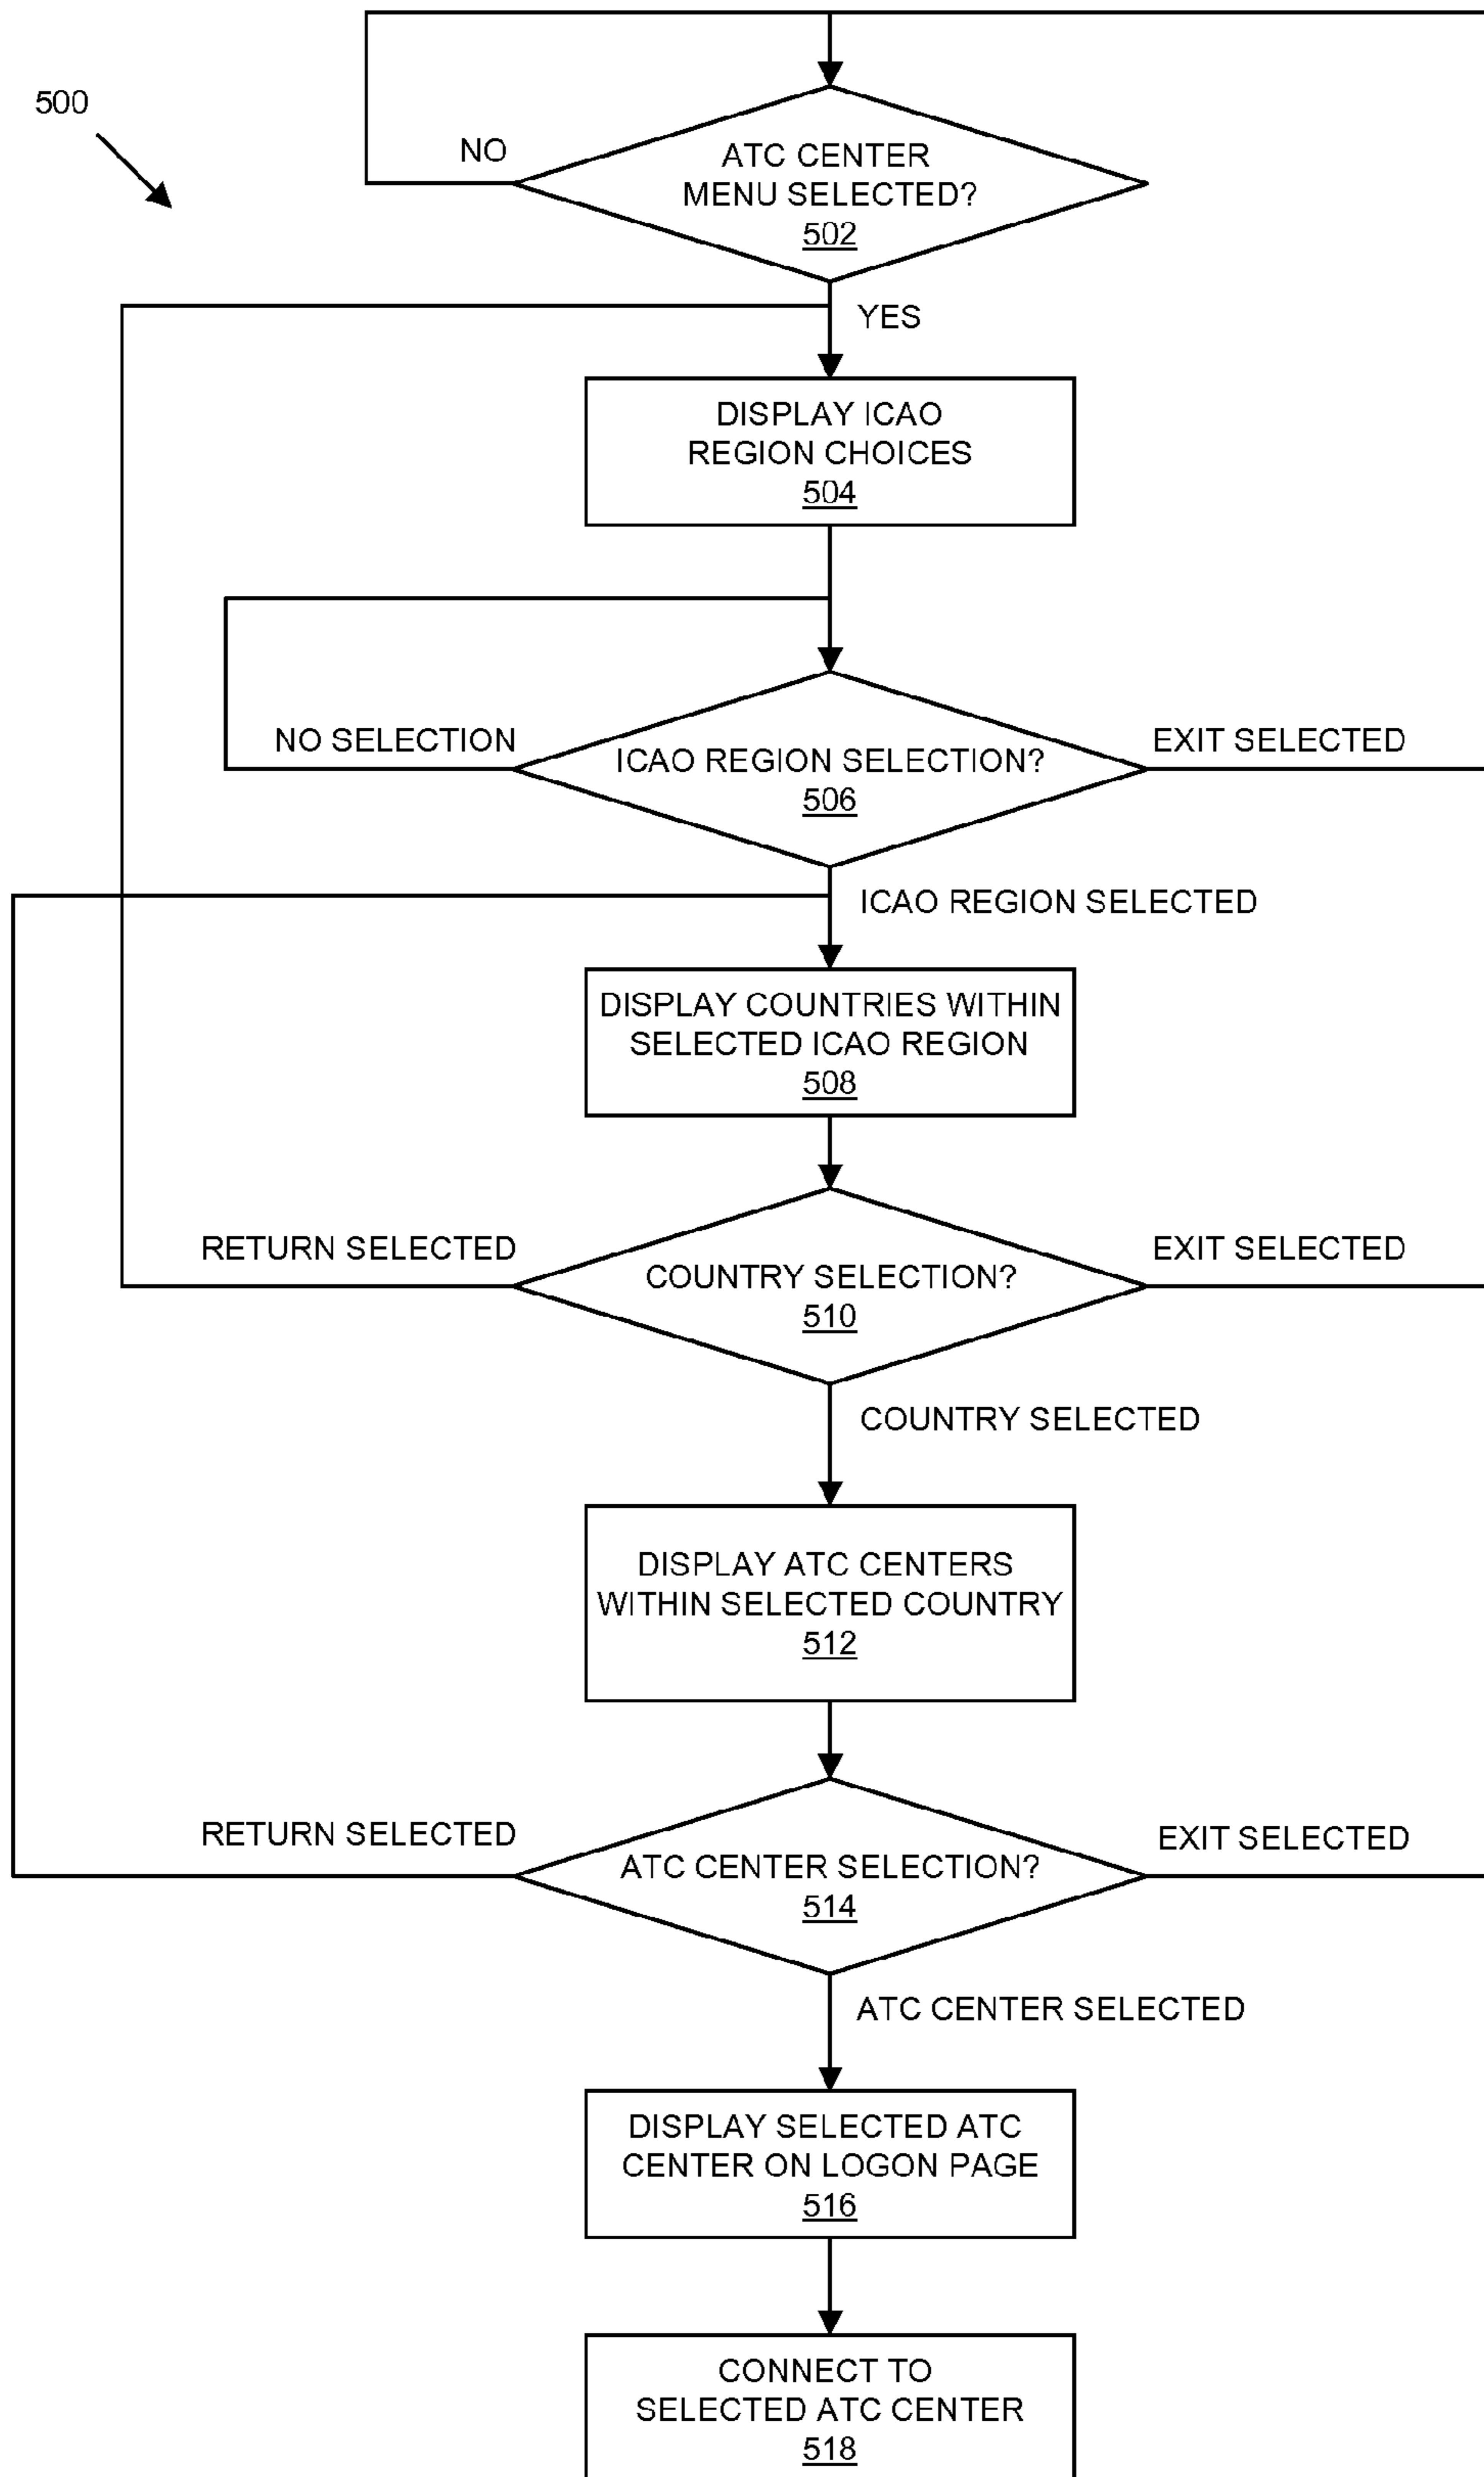 500
NO
ATC CENTER
MENU SELECTED?
502
YES
DISPLAY ICAO
REGION CHOICES
504
NO SELECTION
ICAO REGION SELECTION?
506
EXIT SELECTED
ICAO REGION SELECTED
DISPLAY COUNTRIES WITHIN
SELECTED ICAO REGION
508
RETURN SELECTED
COUNTRY SELECTION?
510
EXIT SELECTED
COUNTRY SELECTED
DISPLAY ATC CENTERS
WITHIN SELECTED COUNTRY
512
RETURN SELECTED
ATC CENTER SELECTION?
514
EXIT SELECTED
ATC CENTER SELECTED
DISPLAY SELECTED ATC
CENTER ON LOGON PAGE
516
CONNECT TO
SELECTED ATC CENTER
518